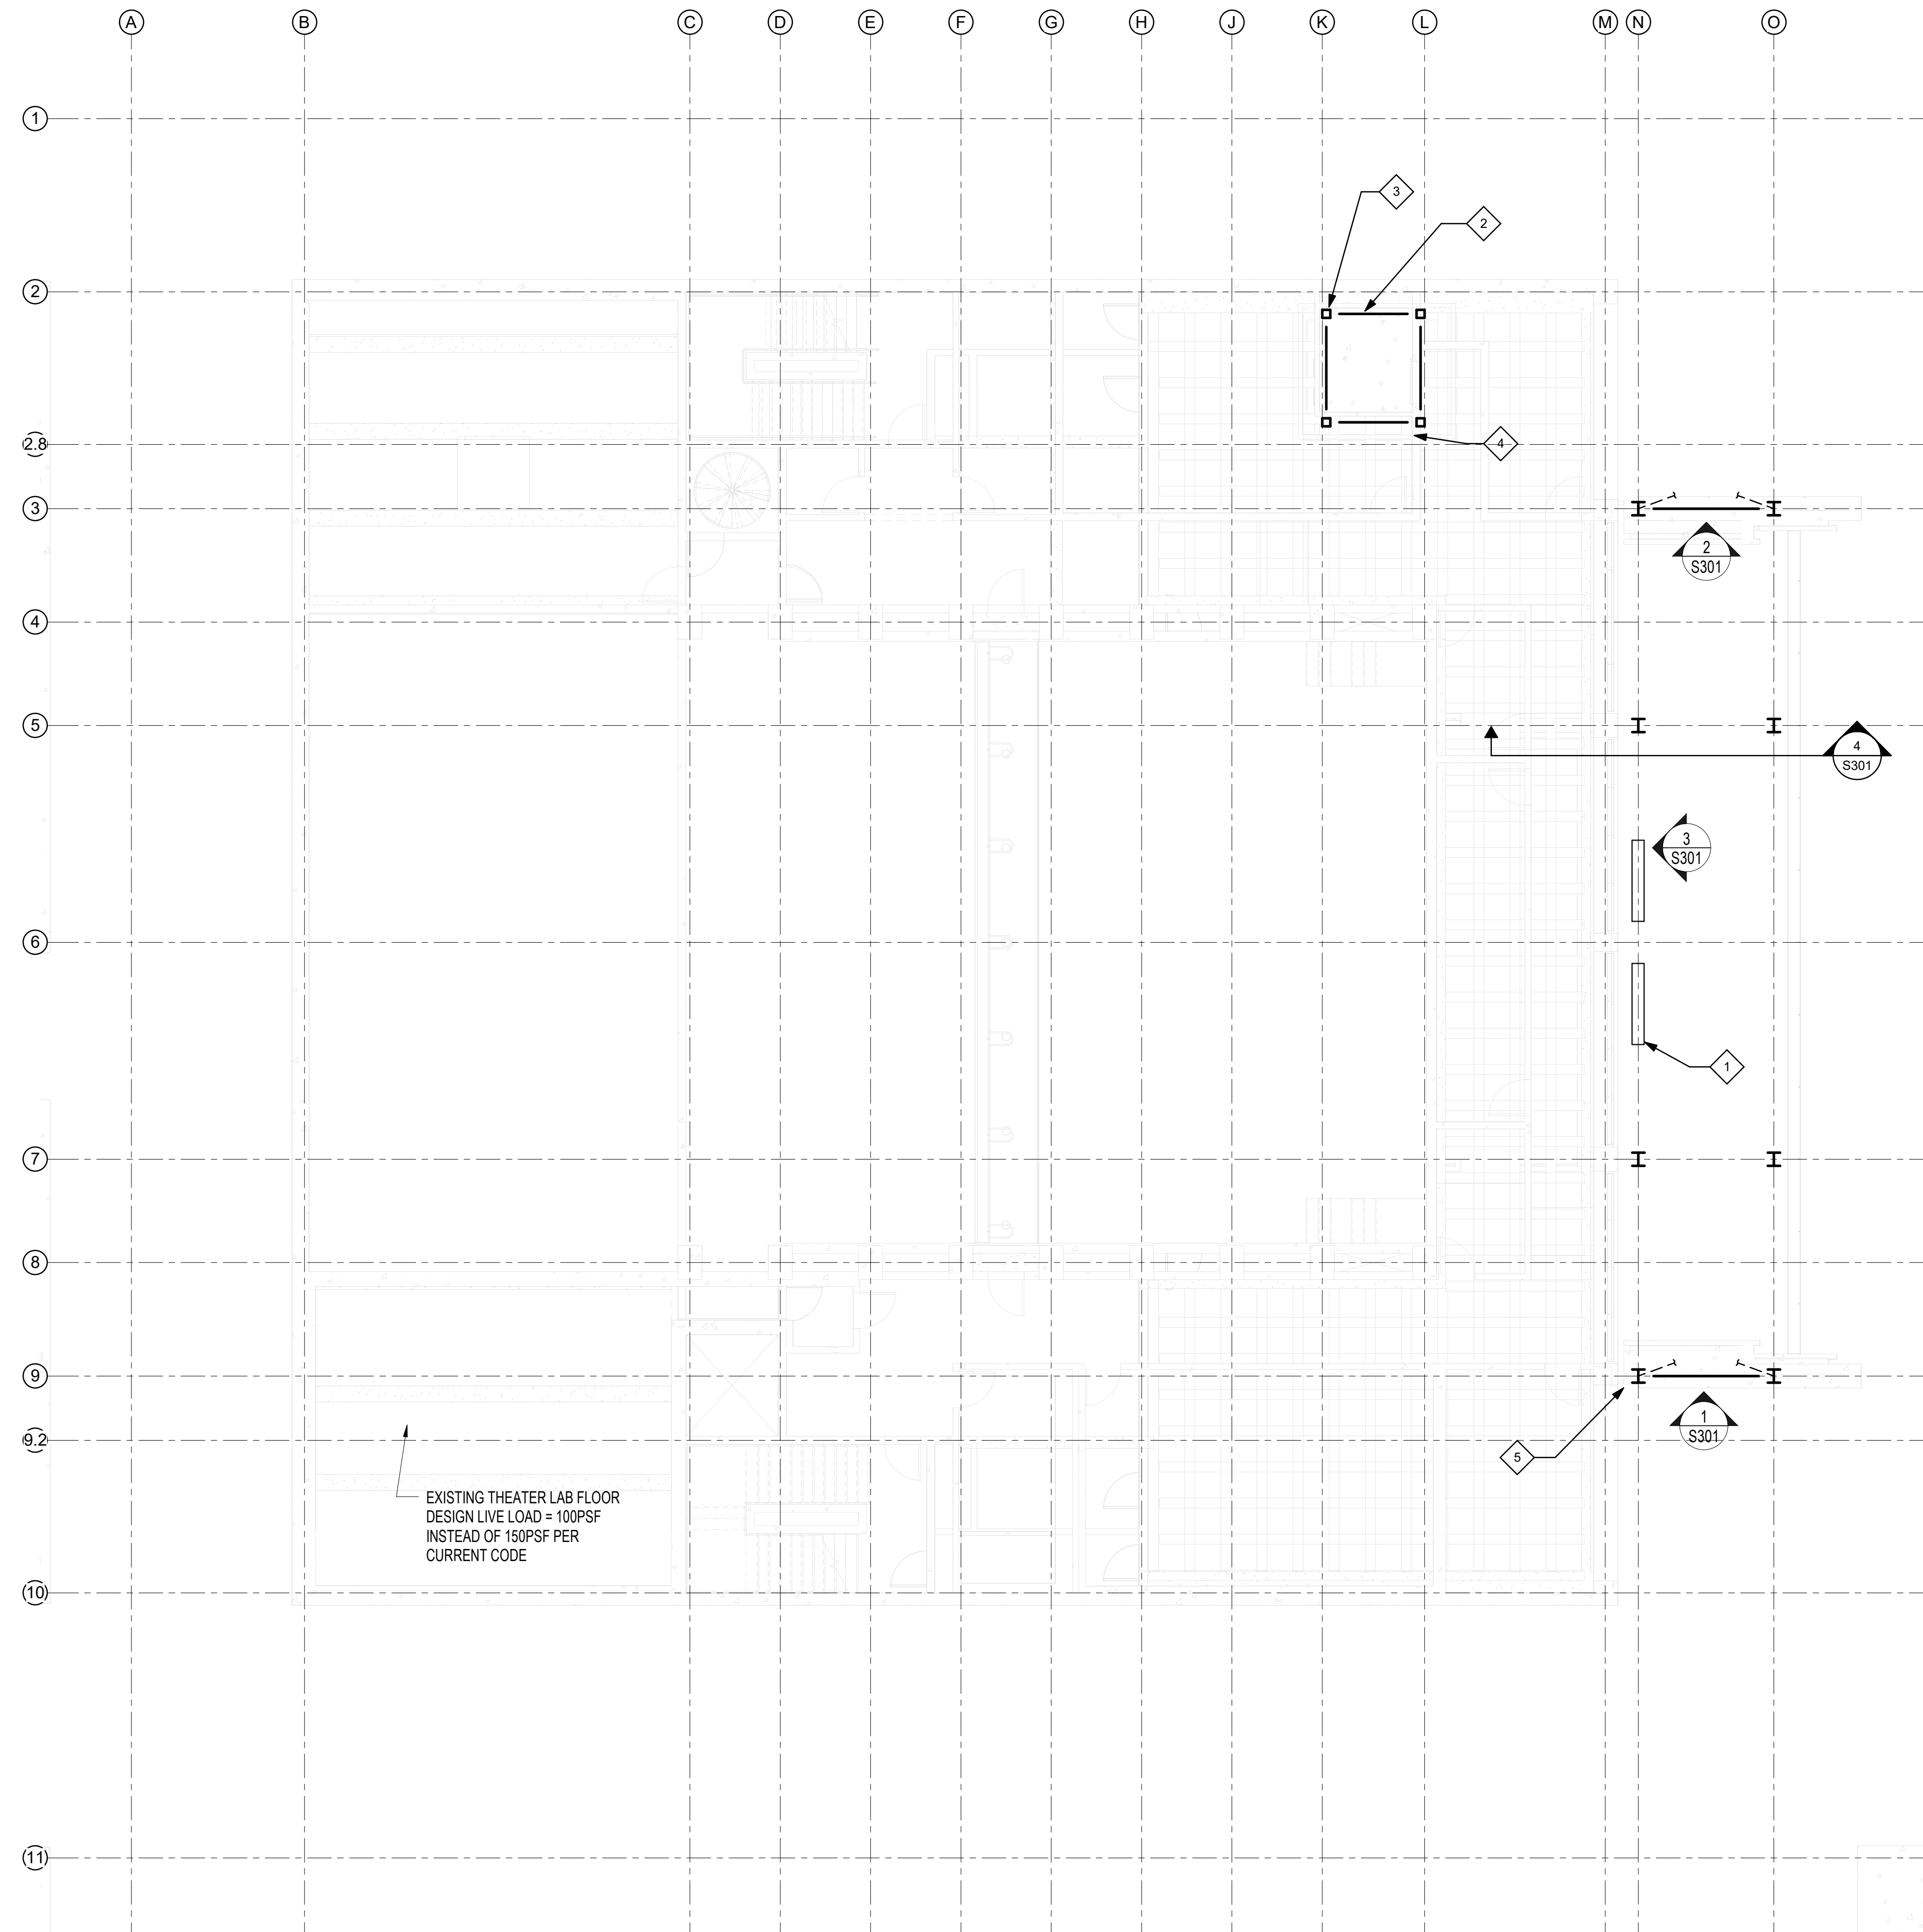 A
B
C
D
E
F
G
H
J
K
L
M
N
O
1
3
2
2
2.8
4
3
2
S301
4
5
4
S301
3
S301
6
1
7
8
9
1
S301
9.2
5
EXISTING THEATER LAB FLOOR
DESIGN LIVE LOAD = 100PSF
INSTEAD OF 150PSF PER
CURRENT CODE
10
11